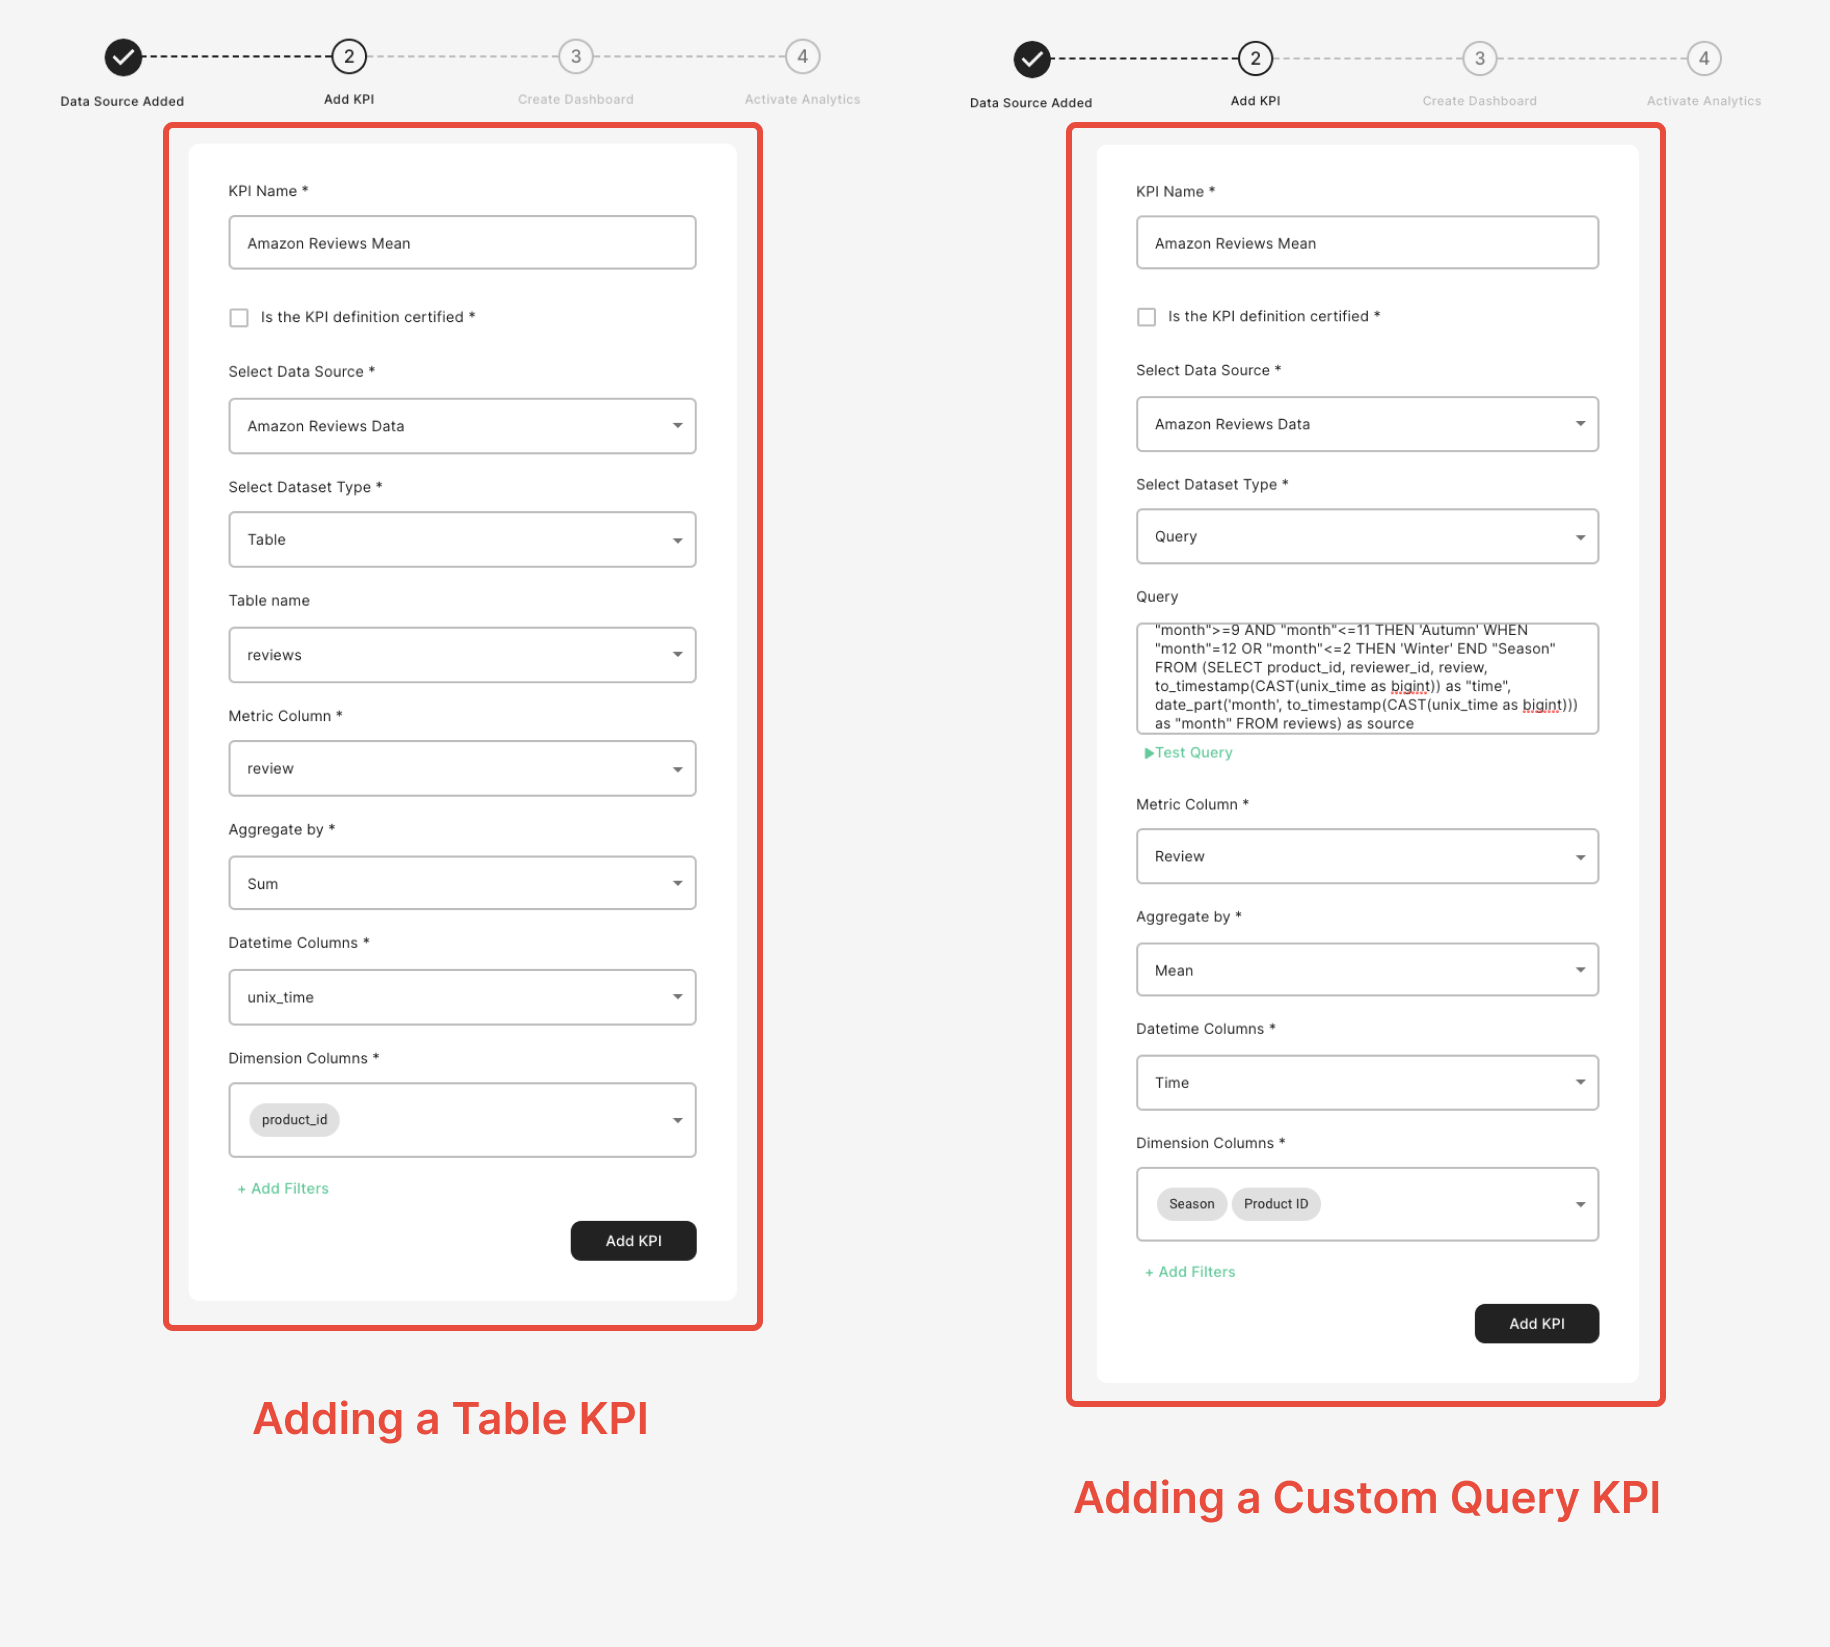 2
3
4
Data Source Added
Add KPI
Create Dashboard
Activate Analytics
KPI Name *
Amazon Reviews Mean
Is the KPI definition certified *
Select Data Source *
Amazon Reviews Data
Select Dataset Type *
Table
Table name
reviews
Metric Column *
review
Aggregate by *
Sum
Datetime Columns *
unix_time
Dimension Columns *
product_id
+ Add Filters
Add KPI
Adding a Table KPI
2
3
4
Data Source Added
Add KPI
Create Dashboard
Activate Analytics
KPI Name *
Amazon Reviews Mean
Is the KPI definition certified *
Select Data Source *
Amazon Reviews Data
Select Dataset Type *
Query
Query
"month">=9 AND "month"<=11 THEN 'Autumn' WHEN
"month"=12 OR "month"<=2 THEN 'Winter' END "Season"
FROM (SELECT product_id, reviewer_id, review,
to_timestamp(CAST(unix_time as bigint)) as "time",
date_part('month', to_timestamp(CAST(unix_time as bigint)))
as "month" FROM reviews) as source
Test Query
Metric Column *
Review
Aggregate by *
Mean
Datetime Columns *
Time
Dimension Columns *
Season Product ID
+ Add Filters
Add KPI
Adding a Custom Query KPI